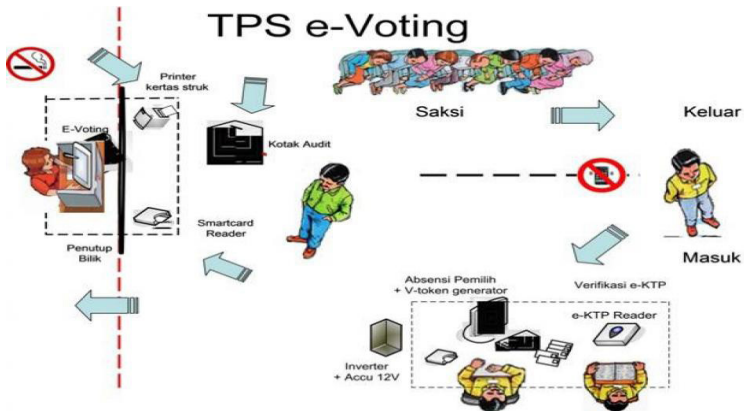 TPS e-Voting
Printer
kertas struk
E-Voting
Kotak Audit
Saksi
Keluar
Smartcard
Reader
Penutup
Bilik
Masuk
Absensi Pemilih
+ V-token generator
Verifikasi e-KTP
e-KTP Reader
Inverter
+ Accu 12V